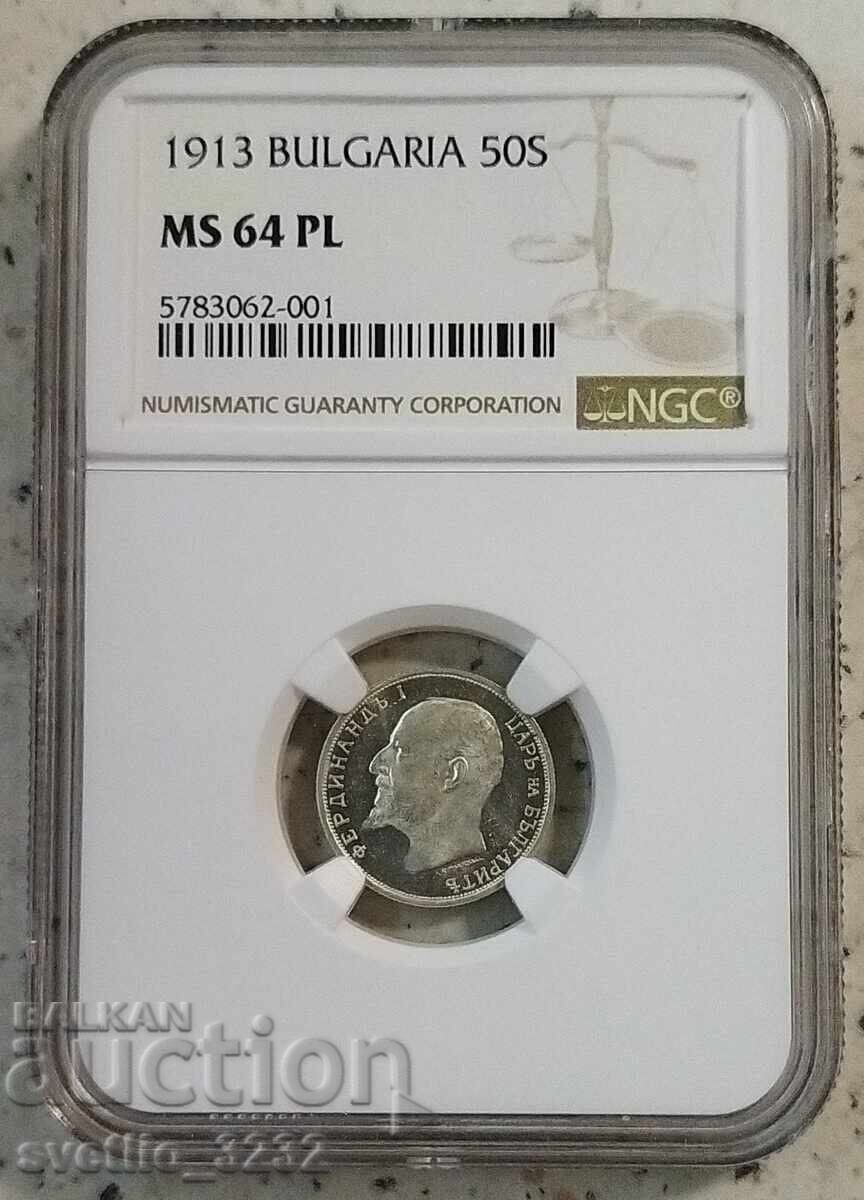 1913 BULGARIA 50S
MS 64 PL
5783062-001
NUMISMATIC GUARANTY CORPORATION NGC®
ФЕРДИНАНДЪ I ЦАРЬ НА БЪЛГАРИТѢ
BALKAN
auction
svetlio_3232